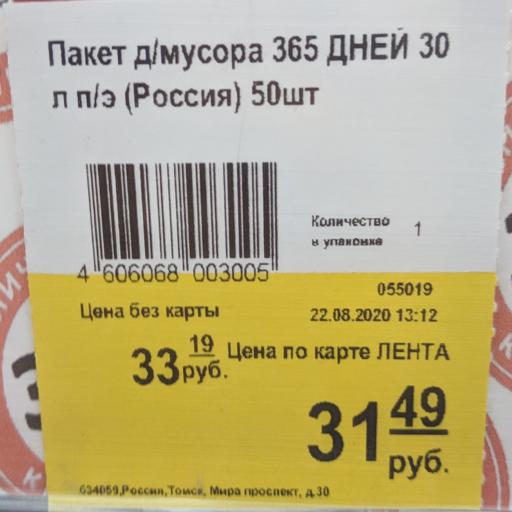 Пакет д/мусора 365 ДНЕЙ 30
л п/э (Россия) 50шт
Количество
в упаковке 1
4 606068 003005
055019
Цена без карты
22.08.2020 13:12
33 19 руб.
Цена по карте ЛЕНТА
31 49 руб.
634059,Россия,Томск, Мира проспект, д.30